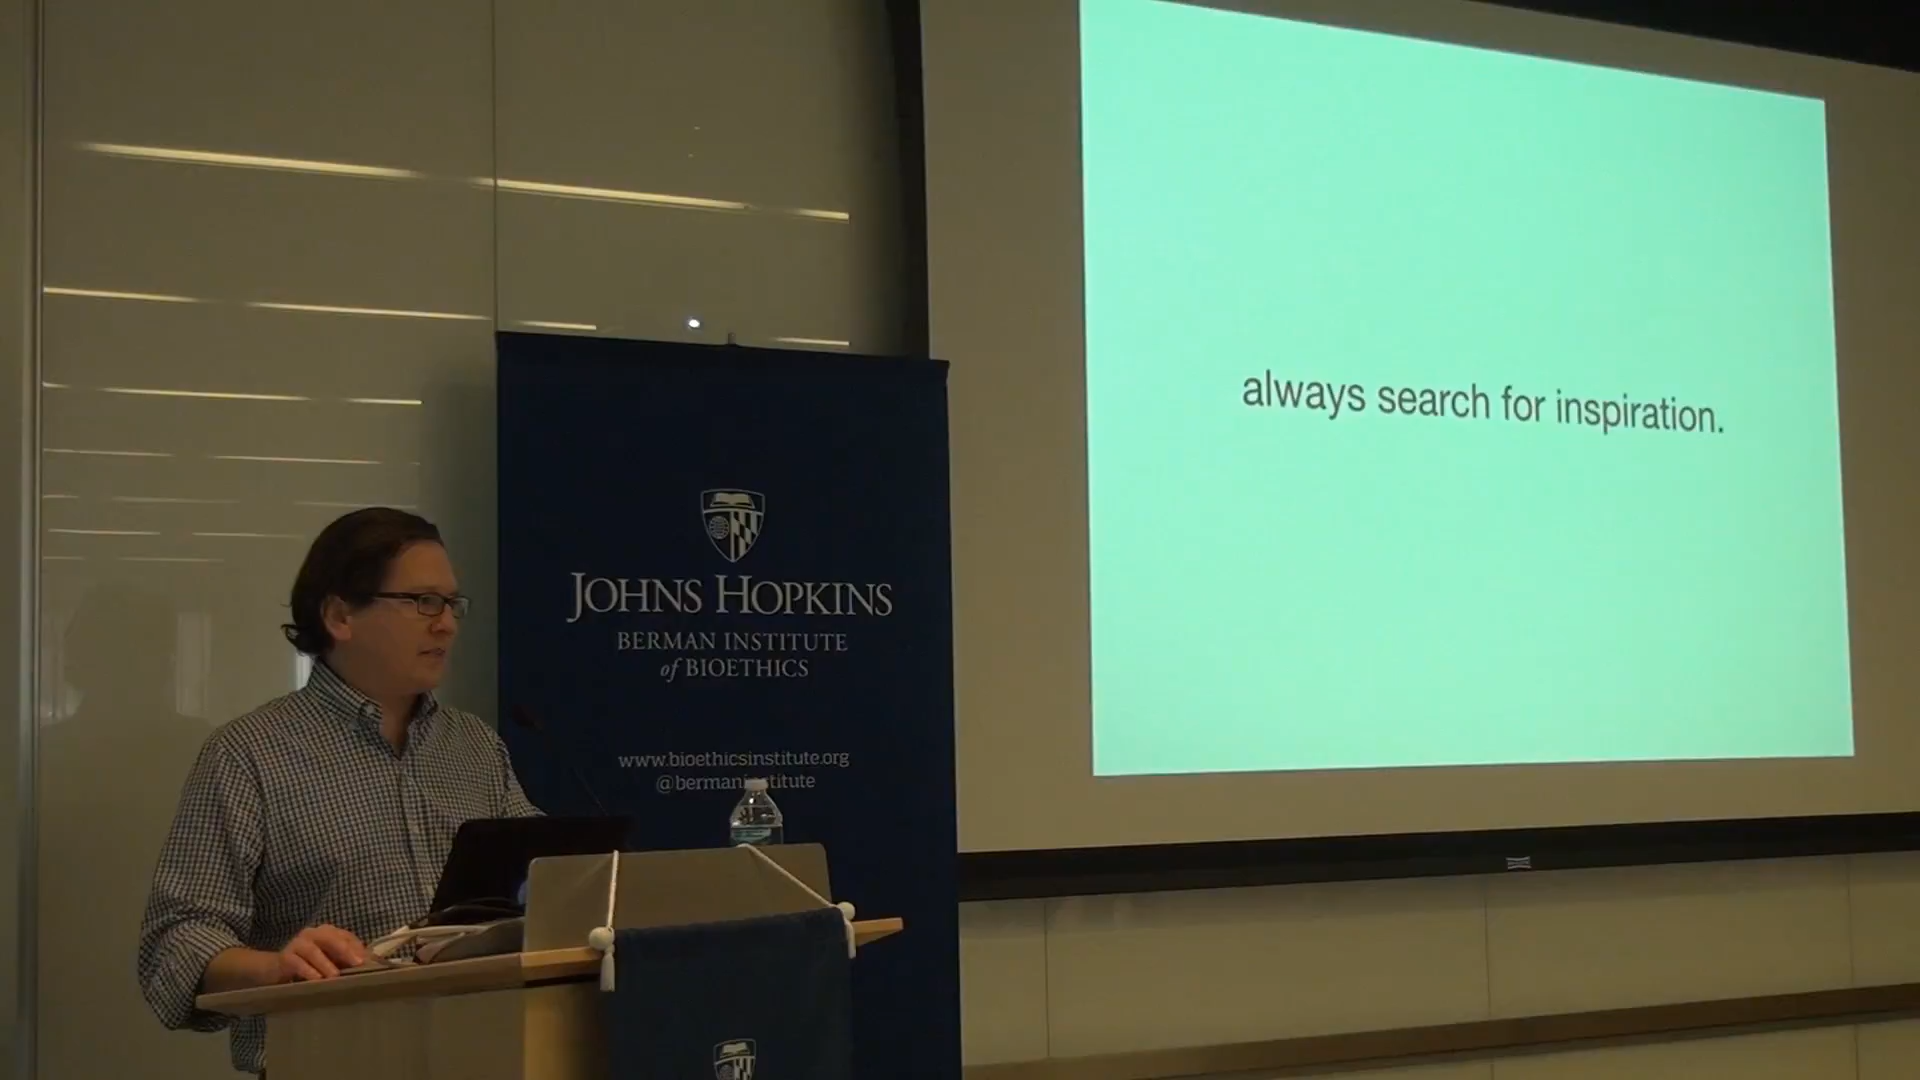 always search for inspiration.
JOHNS HOPKINS
BERMAN INSTITUTE
of BIOETHICS
www.bioethicsinstitute.org
@bermaninstitute